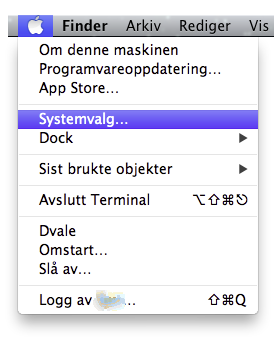 Finder Arkiv Rediger Vis
Om denne maskinen
Programvareoppdatering...
App Store...
Systemvalg...
Dock
Sist brukte objekter
Avslutt Terminal ⌥⇧⌘⎋
Dvale
Omstart...
Slå av...
Logg av ... ⇧⌘Q